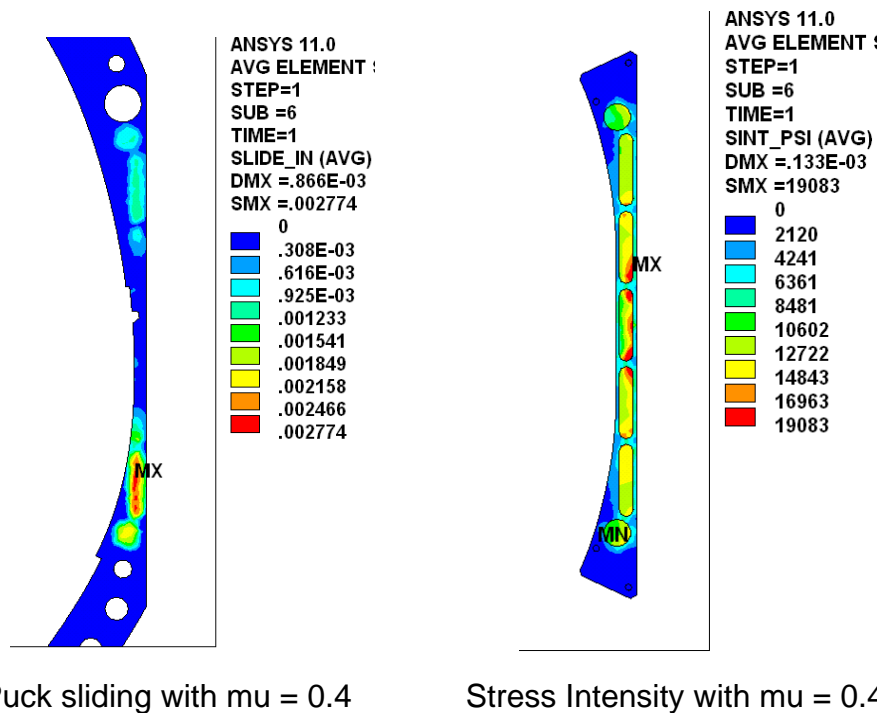 ANSYS 11.0
AVG ELEMENT
STEP=1
SUB =6
TIME=1
SLIDE_IN (AVG)
DMX =.866E-03
SMX =.002774
0
.308E-03
.616E-03
.925E-03
.001233
.001541
.001849
.002158
.002466
.002774
MX
ANSYS 11.0
AVG ELEMENT
STEP=1
SUB =6
TIME=1
SINT_PSI (AVG)
DMX =.133E-03
SMX =19083
0
2120
4241
6361
8481
10602
12722
14843
16963
19083
MX
MN
Puck sliding with mu = 0.4
Stress Intensity with mu = 0.4